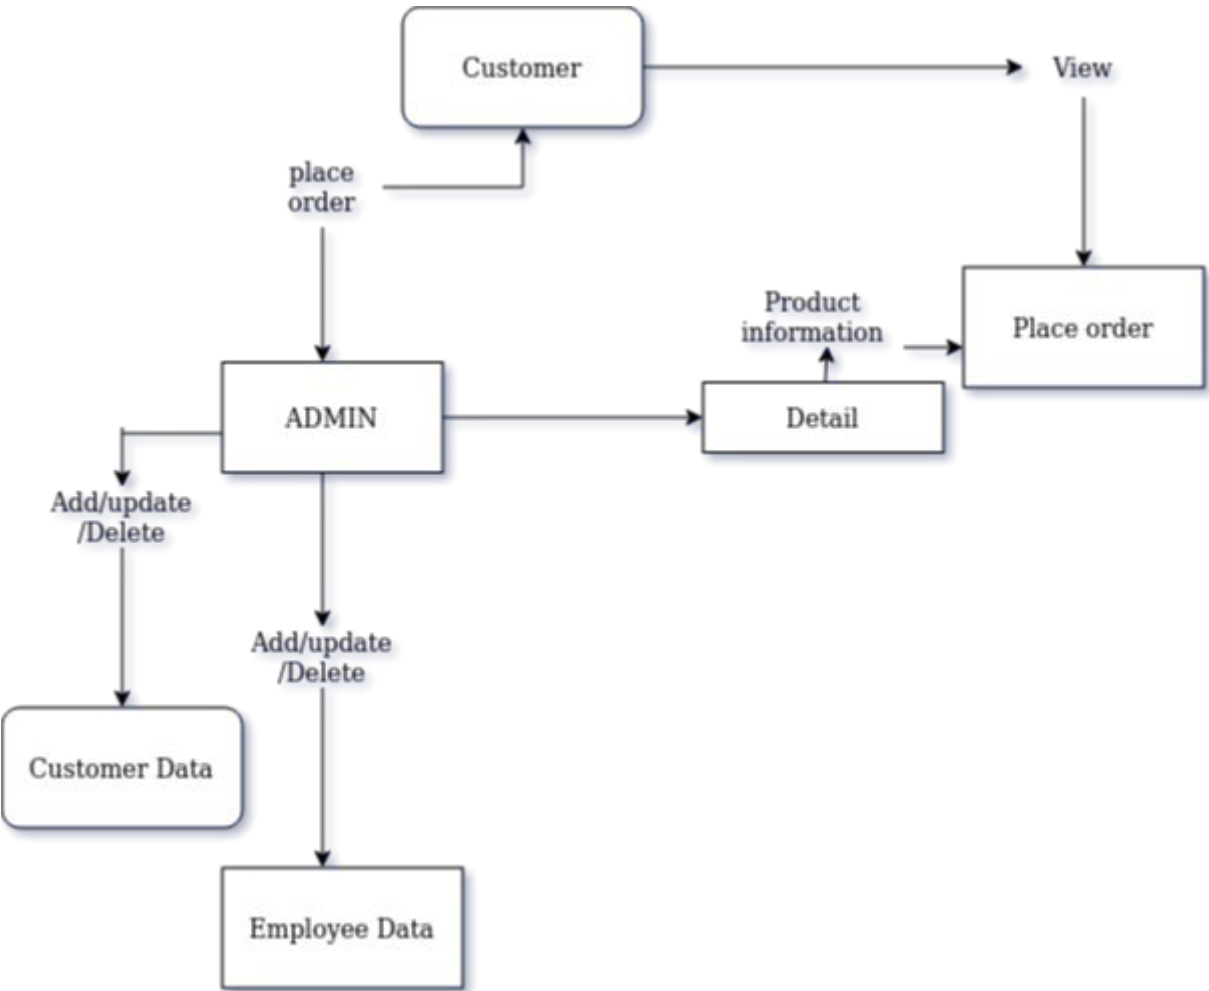 Customer
View
place
order
Product
information
Place order
ADMIN
Detail
Add/update
/Delete
Add/update
/Delete
Customer Data
Employee Data